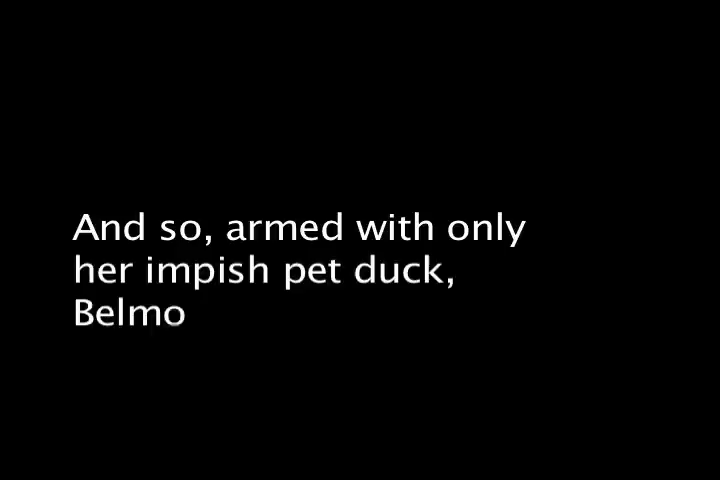 And so, armed with only
her impish pet duck,
Belmo